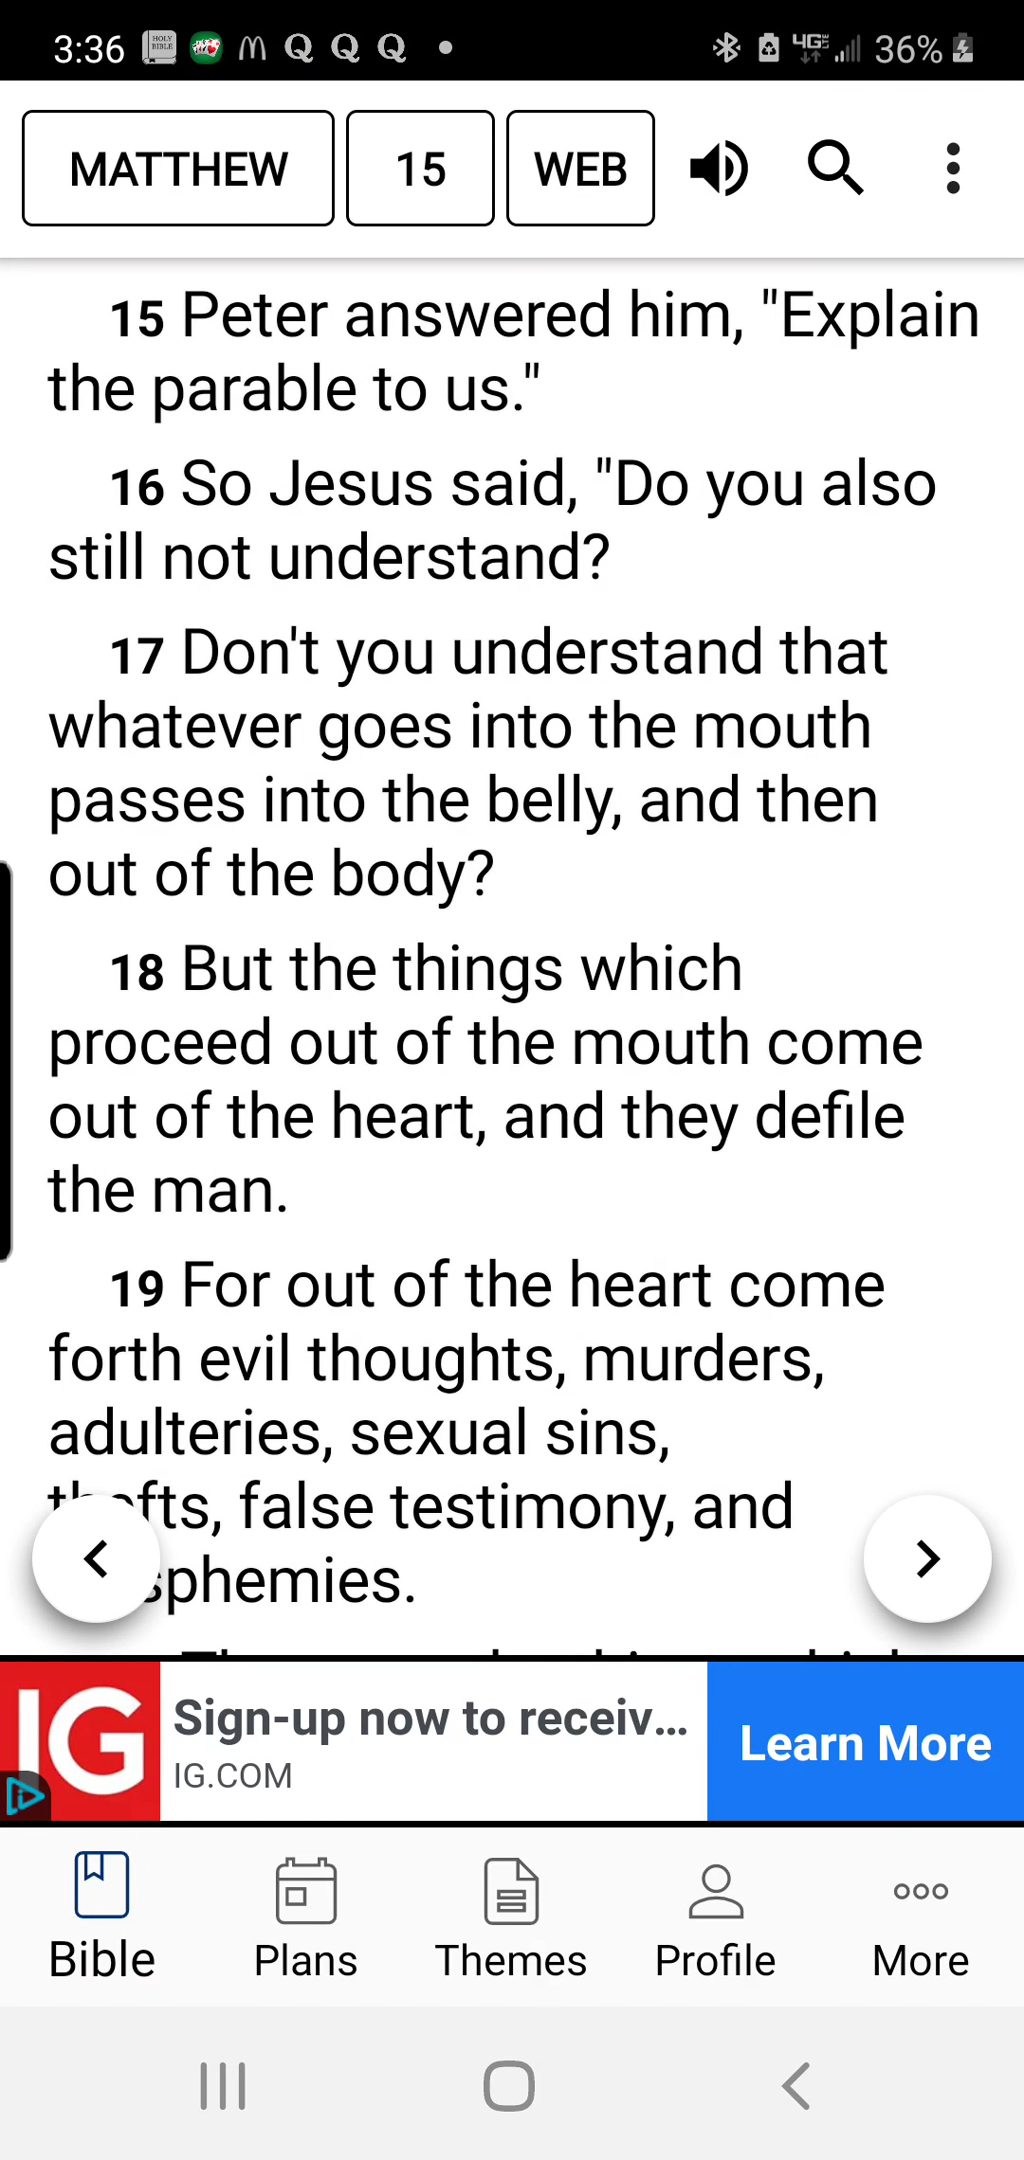 3:36 HOLY BIBLE Q Q Q 4GE 36%
MATTHEW 15 WEB
15 Peter answered him, "Explain
the parable to us."
16 So Jesus said, "Do you also
still not understand?
17 Don't you understand that
whatever goes into the mouth
passes into the belly, and then
out of the body?
18 But the things which
proceed out of the mouth come
out of the heart, and they defile
the man.
19 For out of the heart come
forth evil thoughts, murders,
adulteries, sexual sins,
thefts, false testimony, and
sphemies.
IG Sign-up now to receiv... Learn More
IG.COM
Bible Plans Themes Profile More